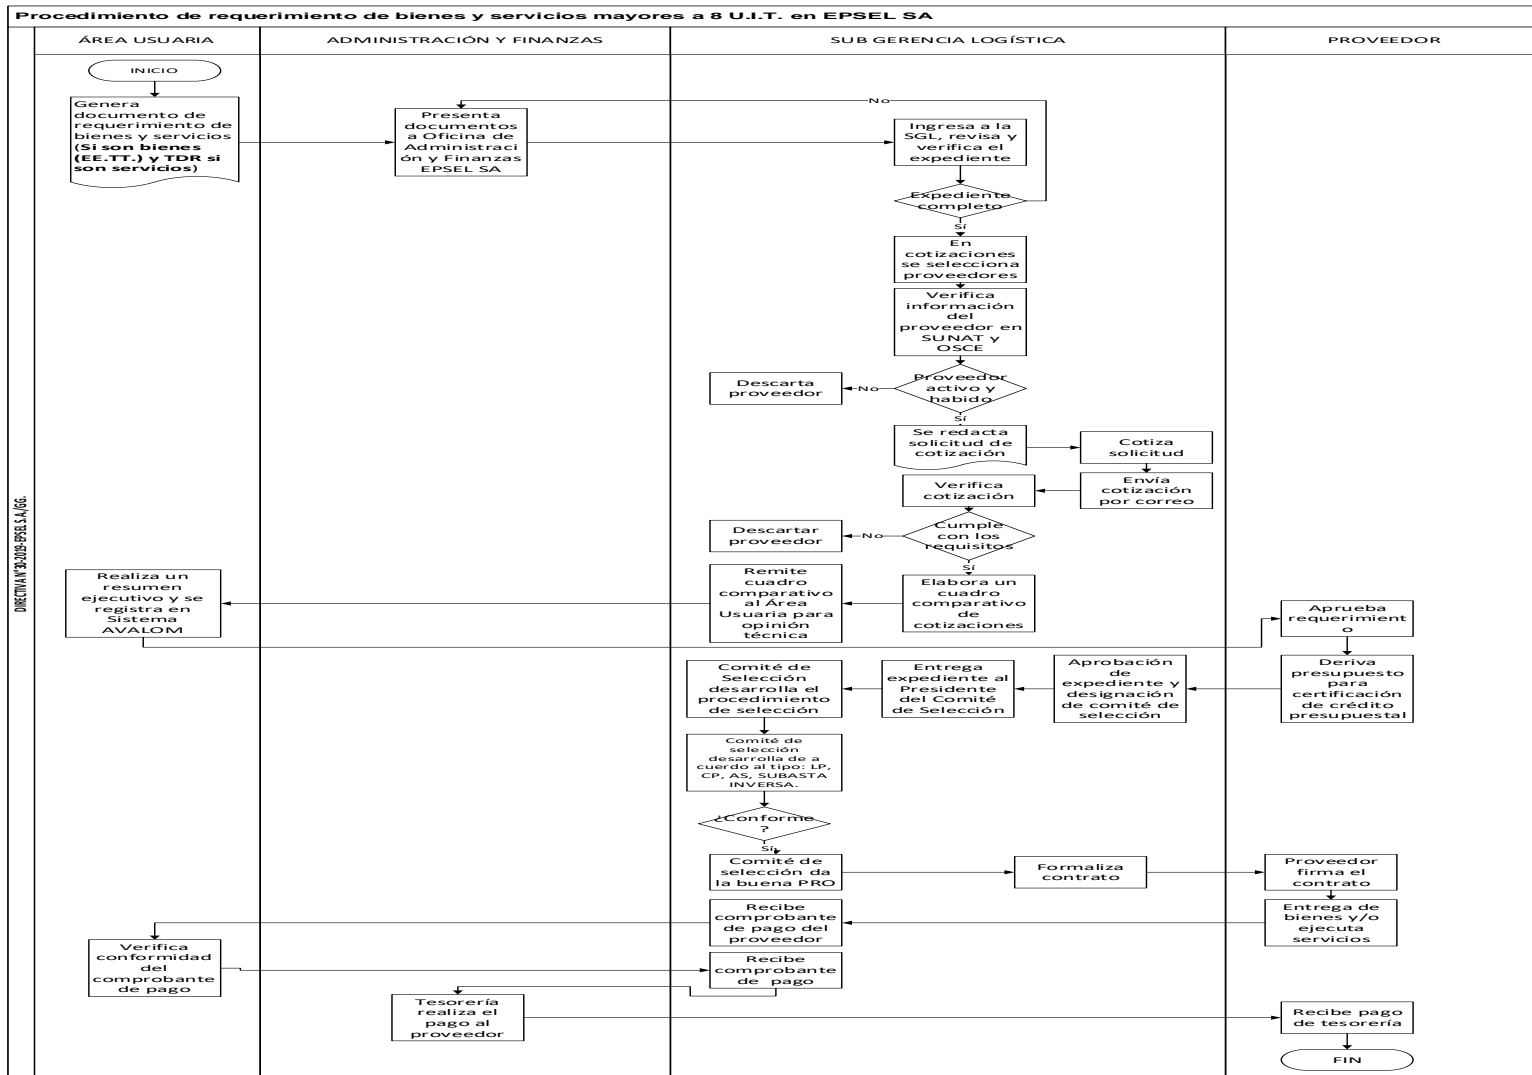 Procedimiento de requerimiento de bienes y servicios mayores a 8 U.I.T. en EPSEL SA
ÁREA USUARIA
ADMINISTRACIÓN Y FINANZAS
SUB GERENCIA LOGÍSTICA
PROVEEDOR
DIRECTIVA N°30-2019-EPSEL S.A./GG.
INICIO
Genera
documento de
requerimiento de
bienes y servicios
(Si son bienes
(EE.TT.) y TDR si
son servicios)
Presenta
documentos
a Oficina de
Administraci
ón y Finanzas
EPSEL SA
No
Ingresa a la
SGL, revisa y
verifica el
expediente
Expediente
completo
Sí
En
cotizaciones
se selecciona
proveedores
Verifica
información
del
proveedor en
SUNAT y
OSCE
Proveedor
activo y
habido
No
Descarta
proveedor
Sí
Se redacta
solicitud de
cotización
Cotiza
solicitud
Envía
cotización
por correo
Verifica
cotización
Cumple
con los
requisitos
No
Descartar
proveedor
Sí
Elabora un
cuadro
comparativo
de
cotizaciones
Remite
cuadro
comparativo
al Área
Usuaria para
opinión
técnica
Realiza un
resumen
ejecutivo y se
registra en
Sistema
AVALOM
Aprueba
requerimient
o
Deriva
presupuesto
para
certificación
de crédito
presupuestal
Aprobación
de
expediente y
designación
de comité de
selección
Entrega
expediente al
Presidente
del Comité
de Selección
Comité de
Selección
desarrolla el
procedimiento
de selección
Comité de
selección
desarrolla de a
cuerdo al tipo: LP,
CP, AS, SUBASTA
INVERSA.
¿Conforme
?
Sí
Comité de
selección da
la buena PRO
Formaliza
contrato
Proveedor
firma el
contrato
Entrega de
bienes y/o
ejecuta
servicios
Recibe
comprobante
de pago del
proveedor
Verifica
conformidad
del
comprobante
de pago
Recibe
comprobante
de pago
Tesorería
realiza el
pago al
proveedor
Recibe pago
de tesorería
FIN